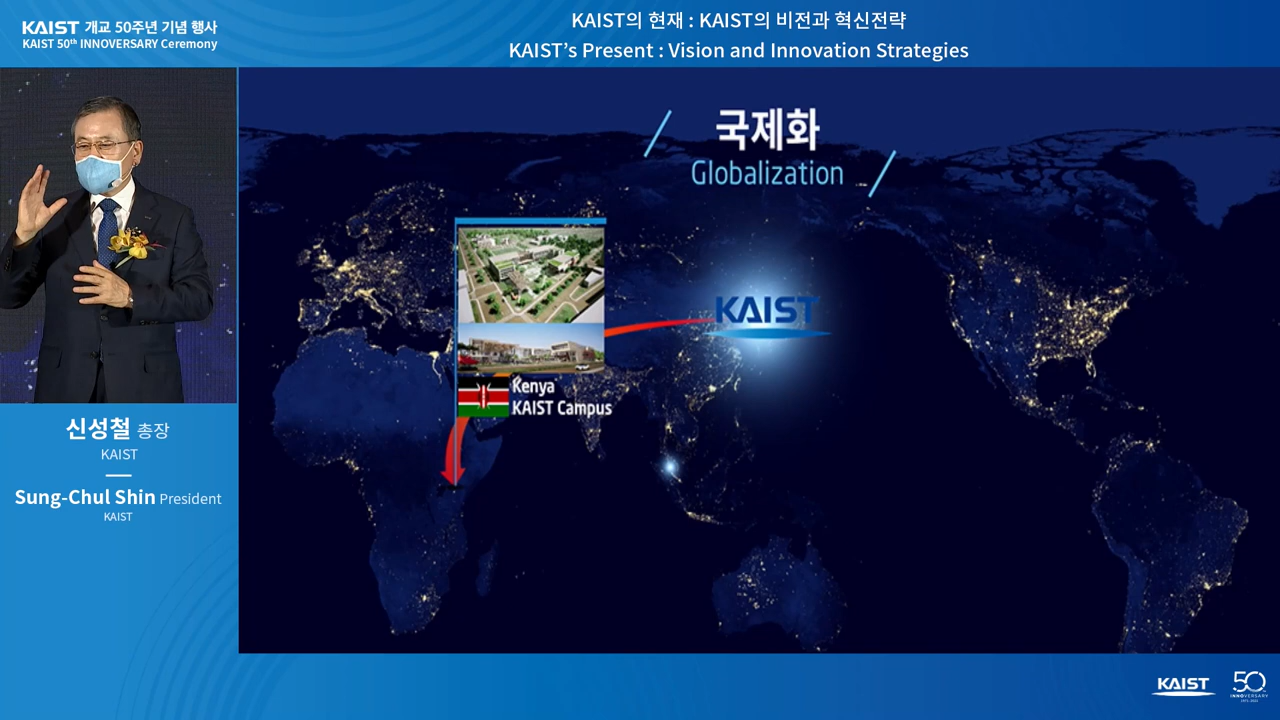 KAIST 개교 50주년 기념 행사
KAIST 50th INNOVERSARY Ceremony
KAIST의 현재 : KAIST의 비전과 혁신전략
KAIST’s Present : Vision and Innovation Strategies
국제화
Globalization
KAIST
Kenya
KAIST Campus
신성철 총장
KAIST
Sung-Chul Shin President
KAIST
KAIST
50
INNOVERSARY
1971-2021